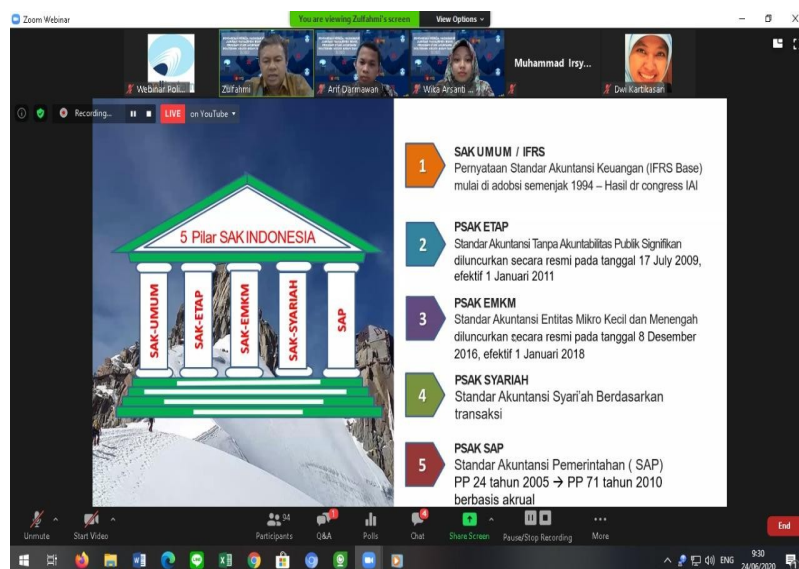 Zoom Webinar
You are viewing Zulfahmi's screen
View Options
Webinar Poli...
Zulfahmi
Arif Darmawan
Wika Arsanti ...
Muhammad Irsy...
Dwi Kartikasari
Recording...
LIVE
on YouTube
5 Pilar SAK INDONESIA
SAK-UMUM
SAK-ETAP
SAK-EMKM
SAK-SYARIAH
SAP
1
SAK UMUM / IFRS
Pernyataan Standar Akuntansi Keuangan (IFRS Base)
mulai di adobsi semenjak 1994 – Hasil dr congress IAI
2
PSAK ETAP
Standar Akuntansi Tanpa Akuntabilitas Publik Signifikan
diluncurkan secara resmi pada tanggal 17 July 2009,
efektif 1 Januari 2011
3
PSAK EMKM
Standar Akuntansi Entitas Mikro Kecil dan Menengah
diluncurkan secara resmi pada tanggal 8 Desember
2016, efektif 1 Januari 2018
4
PSAK SYARIAH
Standar Akuntansi Syari'ah Berdasarkan
transaksi
5
PSAK SAP
Standar Akuntansi Pemerintahan ( SAP)
PP 24 tahun 2005 → PP 71 tahun 2010
berbasis akrual
Unmute
Start Video
94
Participants
1
Q&A
Polls
4
Chat
Share Screen
Pause/Stop Recording
More
End
ENG
9:30
24/06/2020